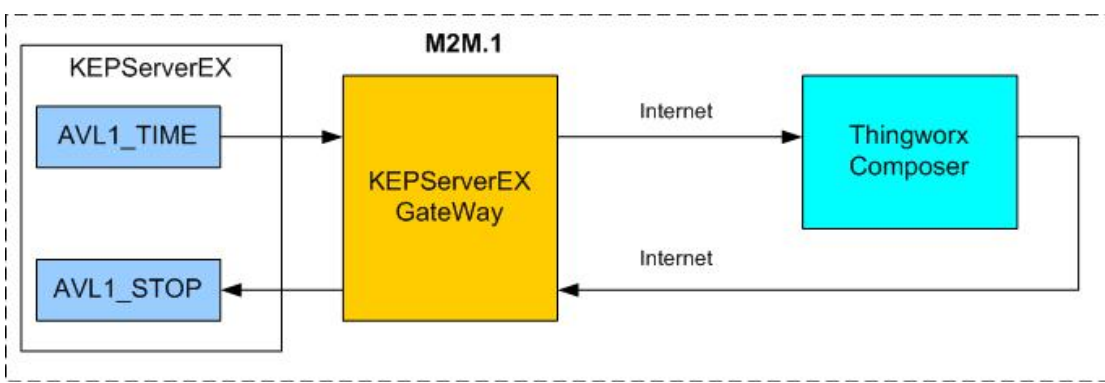 M2M.1
KEPServerEX
AVL1_TIME
AVL1_STOP
KEPServerEX
GateWay
Internet
Internet
Thingworx
Composer